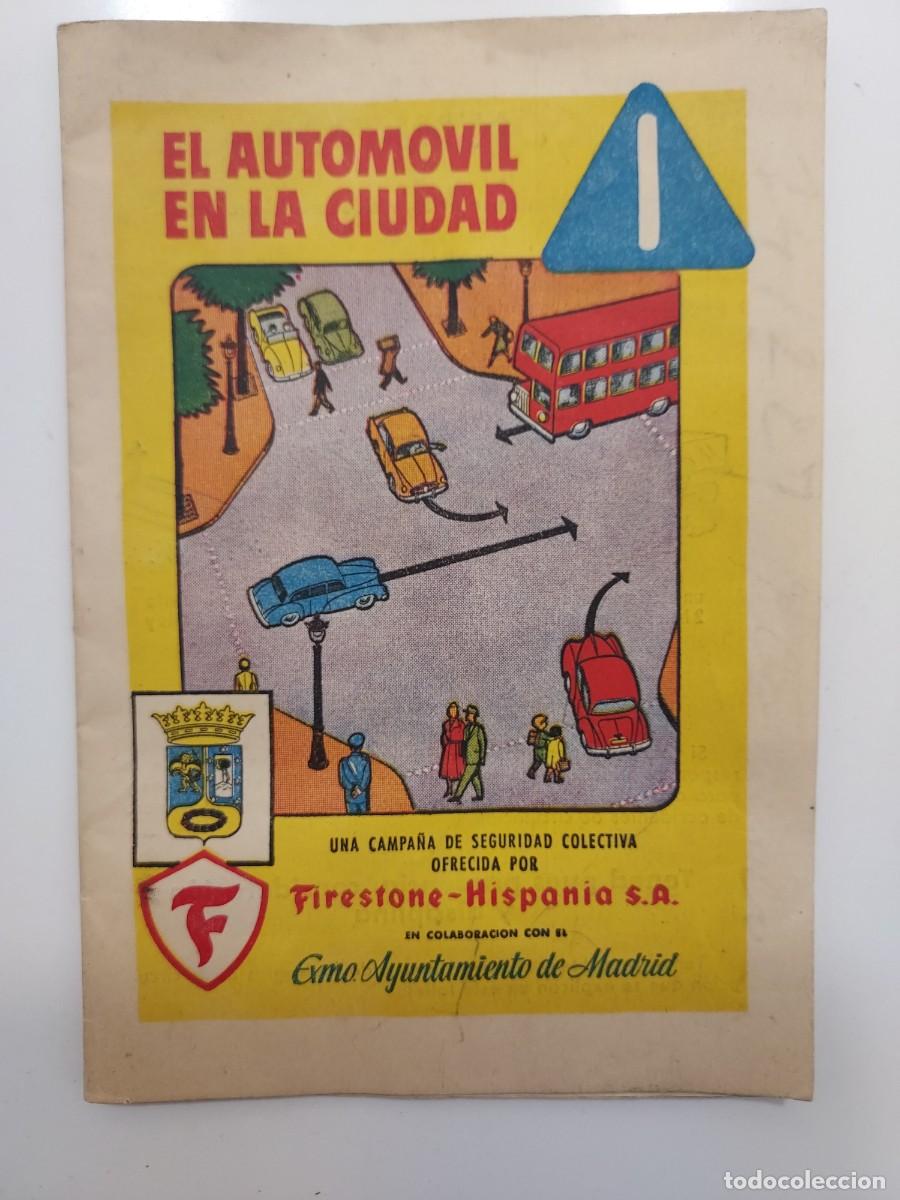 EL AUTOMOVIL
EN LA CIUDAD
UNA CAMPAÑA DE SEGURIDAD COLECTIVA
OFRECIDA POR
Firestone-Hispania S.A.
EN COLABORACION CON EL
Exmo. Ayuntamiento de Madrid
F
todocoleccion